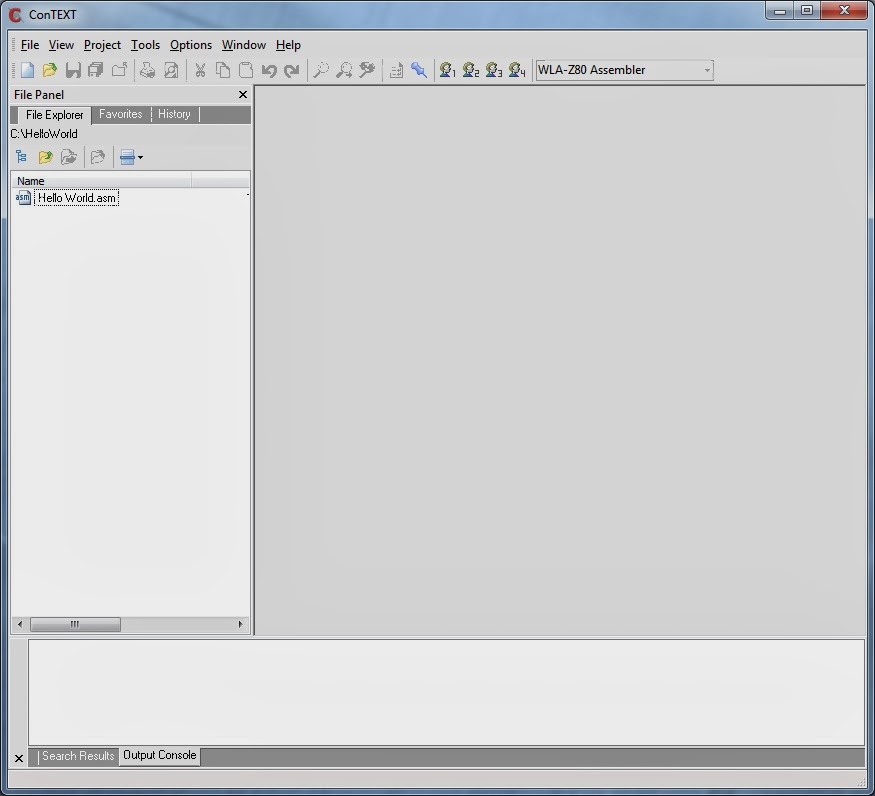 ConTEXT
File View Project Tools Options Window Help
1 2 3 4 WLA-Z80 Assembler
File Panel
File Explorer Favorites History
C:\HelloWorld
Name
asm Hello World.asm
Search Results Output Console